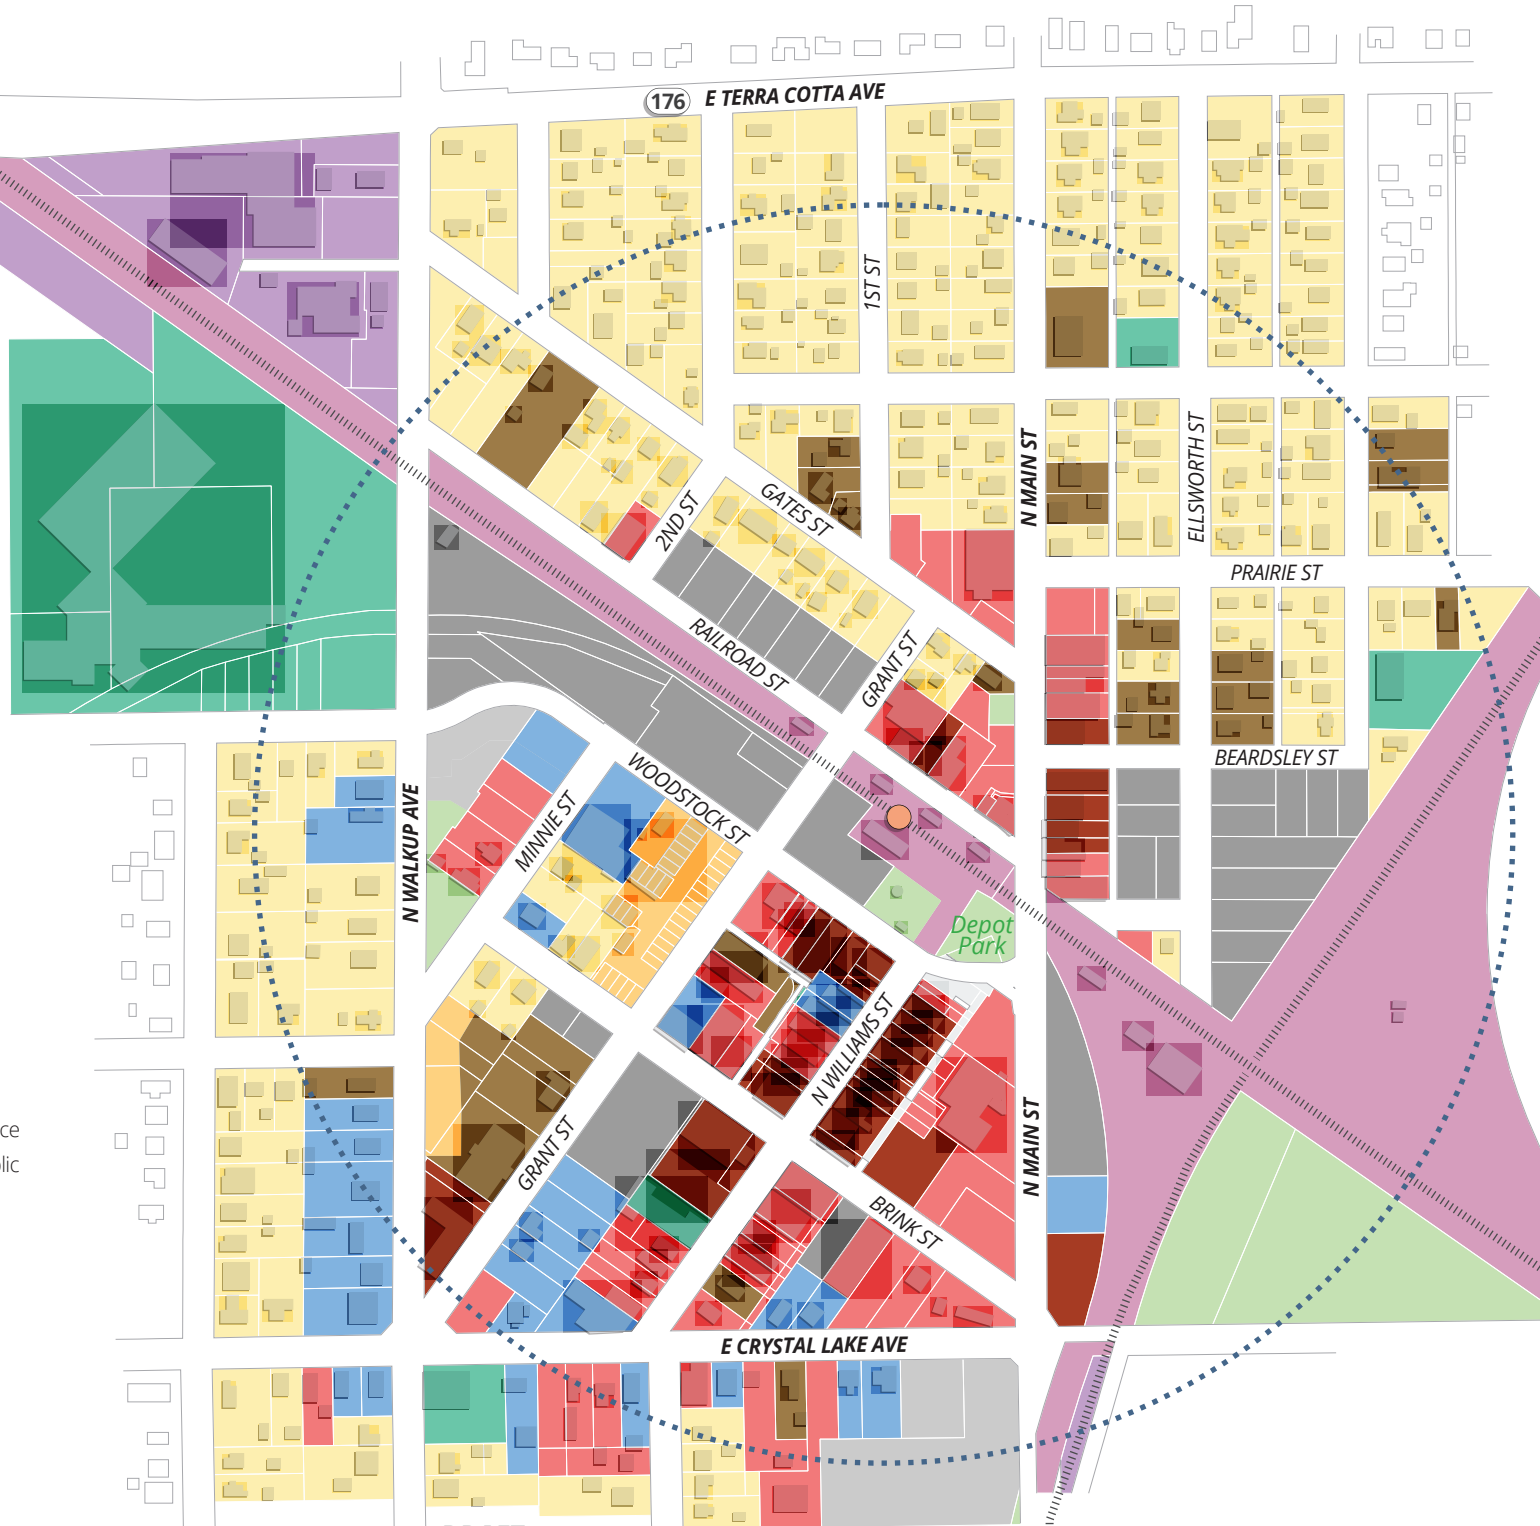 176
E TERRA COTTA AVE
1ST ST
N MAIN ST
ELLSWORTH ST
GATES ST
2ND ST
PRAIRIE ST
RAILROAD ST
GRANT ST
BEARDSLEY ST
WOODSTOCK ST
MINNIE ST
N WALKUP AVE
Depot
Park
N WILLIAMS ST
GRANT ST
N MAIN ST
BRINK ST
ce
lic
E CRYSTAL LAKE AVE